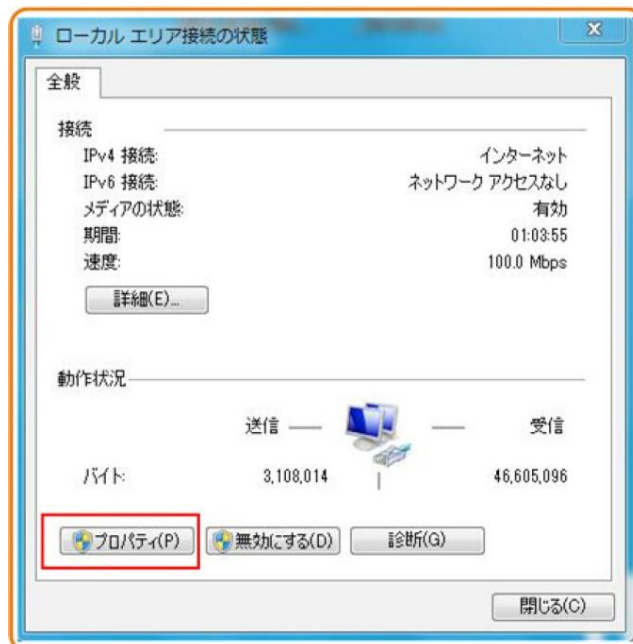 ローカル エリア接続の状態
全般
接続
IPv4 接続: インターネット
IPv6 接続: ネットワーク アクセスなし
メディアの状態: 有効
期間: 01:03:55
速度: 100.0 Mbps
詳細(E)...
動作状況
送信 受信
バイト: 3,108,014 46,605,096
プロパティ(P) 無効にする(D) 診断(G)
閉じる(C)